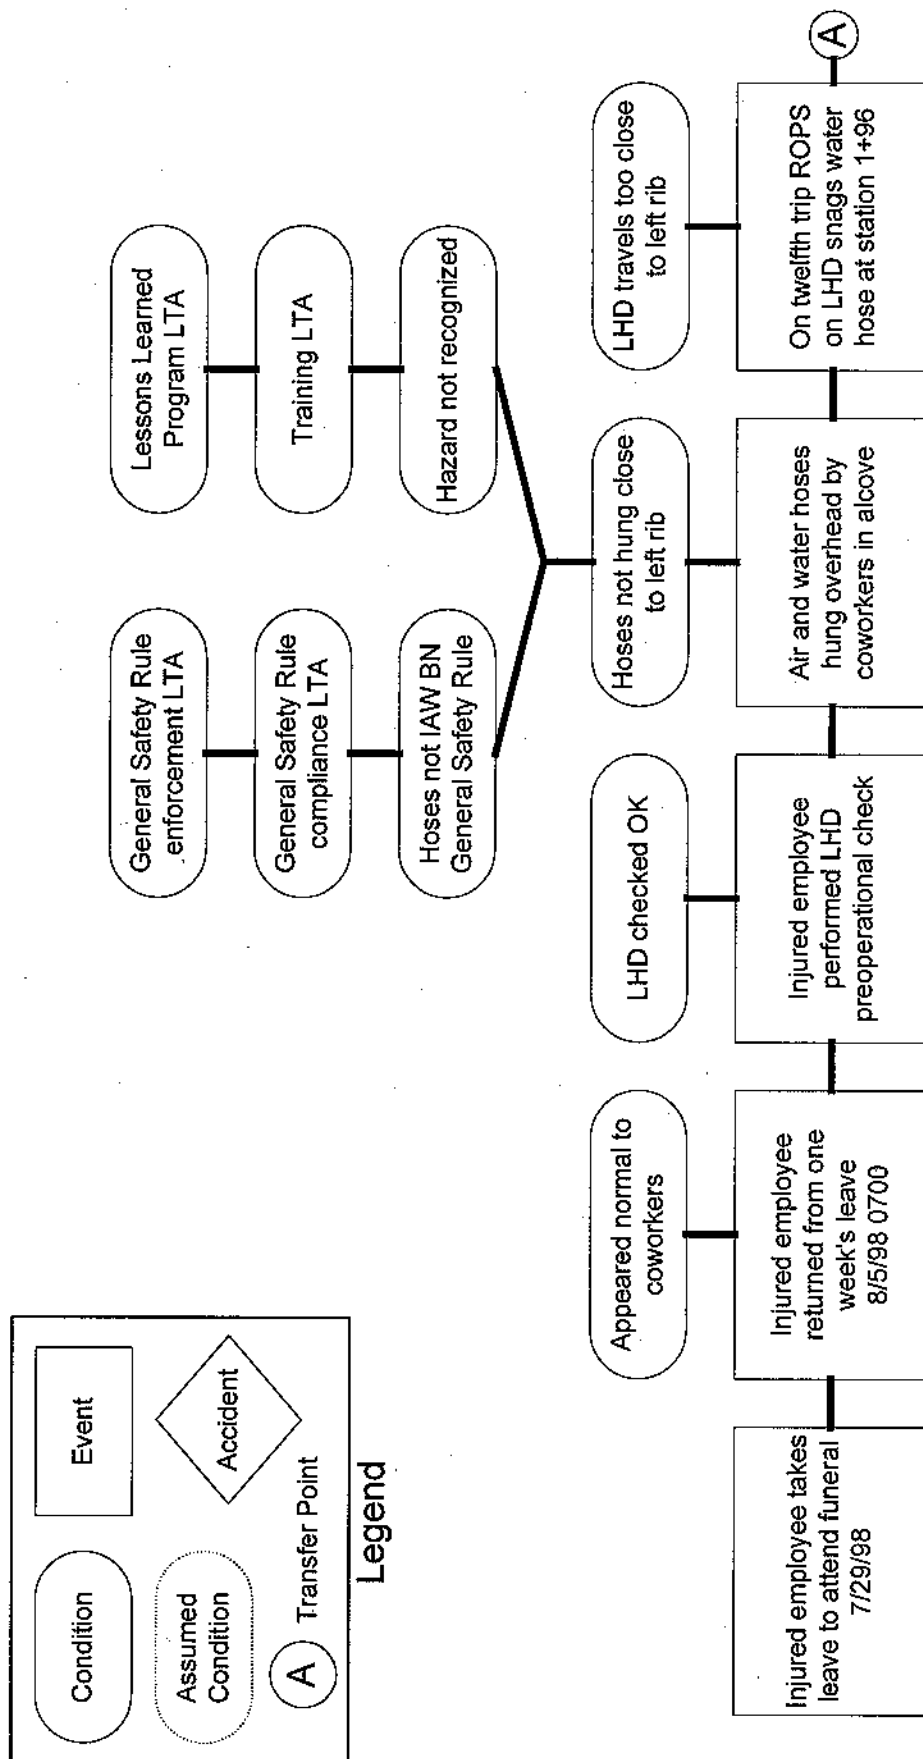 Lessons Learned
Program LTA
Training LTA
Hazard not recognized
General Safety Rule
enforcement LTA
General Safety Rule
compliance LTA
Hoses not IAW BN
General Safety Rule
Appeared normal to
coworkers
LHD checked OK
Hoses not hung close
to left rib
LHD travels too close
to left rib
Injured employee takes
leave to attend funeral
7/29/98
Injured employee
returned from one
week's leave
8/5/98 0700
Injured employee
performed LHD
preoperational check
Air and water hoses
hung overhead by
coworkers in alcove
On twelfth trip ROPS
on LHD snags water
hose at station 1+96
A
Condition
Event
Assumed
Condition
Accident
A
Transfer Point
Legend